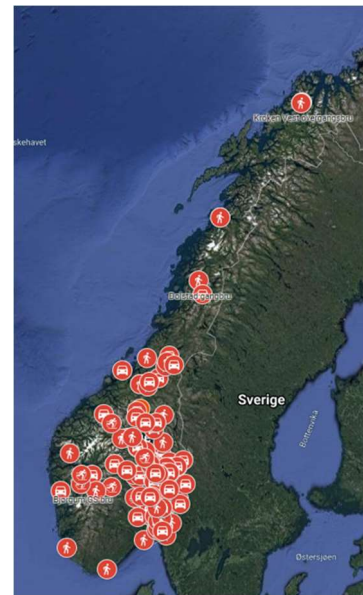 Kroken Vest overgangsbru
skehavet
Dolstad gangbru
Sverige
Bottenvika
Østersjøen